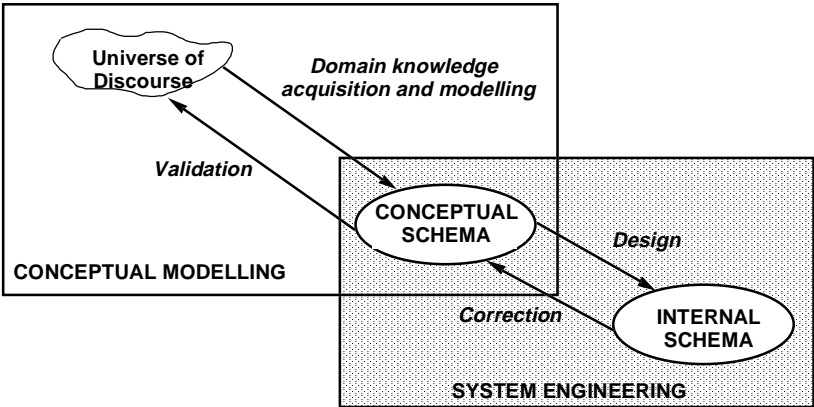 Universe of
Discourse
Domain knowledge
acquisition and modelling
Validation
CONCEPTUAL
SCHEMA
Design
CONCEPTUAL MODELLING
Correction
INTERNAL
SCHEMA
SYSTEM ENGINEERING